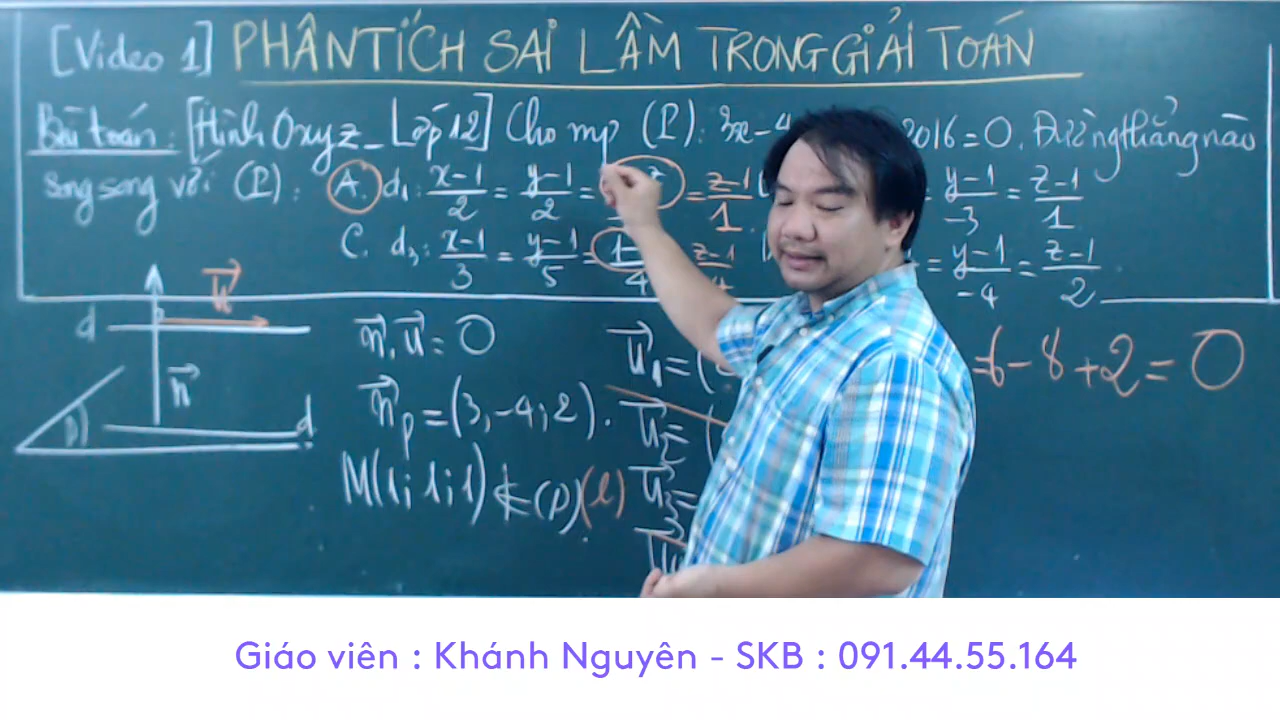 [Video 1] PHÂN TÍCH SAI LẦM TRONG GIẢI TOÁN
Bài toán: [Hình Oxyz_Lớp 12] Cho mp (P): 3x-4 2016=0. Đường thẳng nào
song song với (P): A. d₁: (x-1)/2 = (y-1)/2 = = (z-1)/1 = (y-1)/-3 = (z-1)/1
C. d₃: (x-1)/3 = (y-1)/5 = = (y-1)/-4 = (z-1)/2
u
d
n.u=0
u₁=(
=6-8+2=0
n
n_P=(3,-4;2).
u₂=(
P) d
M(1;1;1) ∉(P)(l)
u₃=
Giáo viên : Khánh Nguyên - SKB : 091.44.55.164